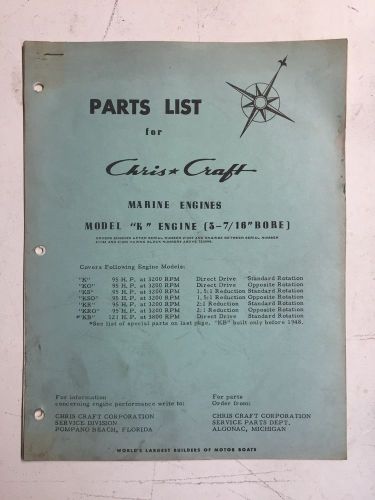 PARTS LIST
for
Chris★Craft
MARINE ENGINES
MODEL "K" ENGINE (3-7/16" BORE)
Covers Following Engine Models:
"K" 95 H. P. at 3200 RPM Direct Drive Standard Rotation
"KO" 95 H. P. at 3200 RPM Direct Drive Opposite Rotation
"KS" 95 H. P. at 3200 RPM 1.5:1 Reduction Standard Rotation
"KSO" 95 H. P. at 3200 RPM 1.5:1 Reduction Opposite Rotation
"KR" 95 H. P. at 3200 RPM 2:1 Reduction Standard Rotation
"KRO" 95 H. P. at 3200 RPM 2:1 Reduction Opposite Rotation
*"KB" 121 H. P. at 3800 RPM Direct Drive Standard Rotation
*See list of special parts on last page. "KB" built only before 1948.
For information
concerning engine performance write to:
CHRIS CRAFT CORPORATION
SERVICE DIVISION
POMPANO BEACH, FLORIDA
For parts
Order from:
CHRIS CRAFT CORPORATION
SERVICE PARTS DEPT.
ALGONAC, MICHIGAN
WORLD'S LARGEST BUILDERS OF MOTOR BOATS